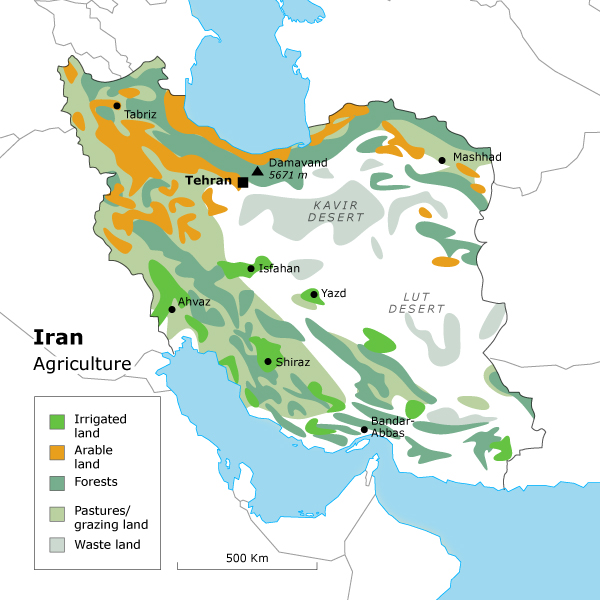 Tabriz
Damavand
5671 m
Mashhad
Tehran
KAVIR
DESERT
Isfahan
Yazd
LUT
DESERT
Ahvaz
Shiraz
Bandar-
Abbas
Iran
Agriculture
Irrigated
land
Arable
land
Forests
Pastures/
grazing land
Waste land
500 Km